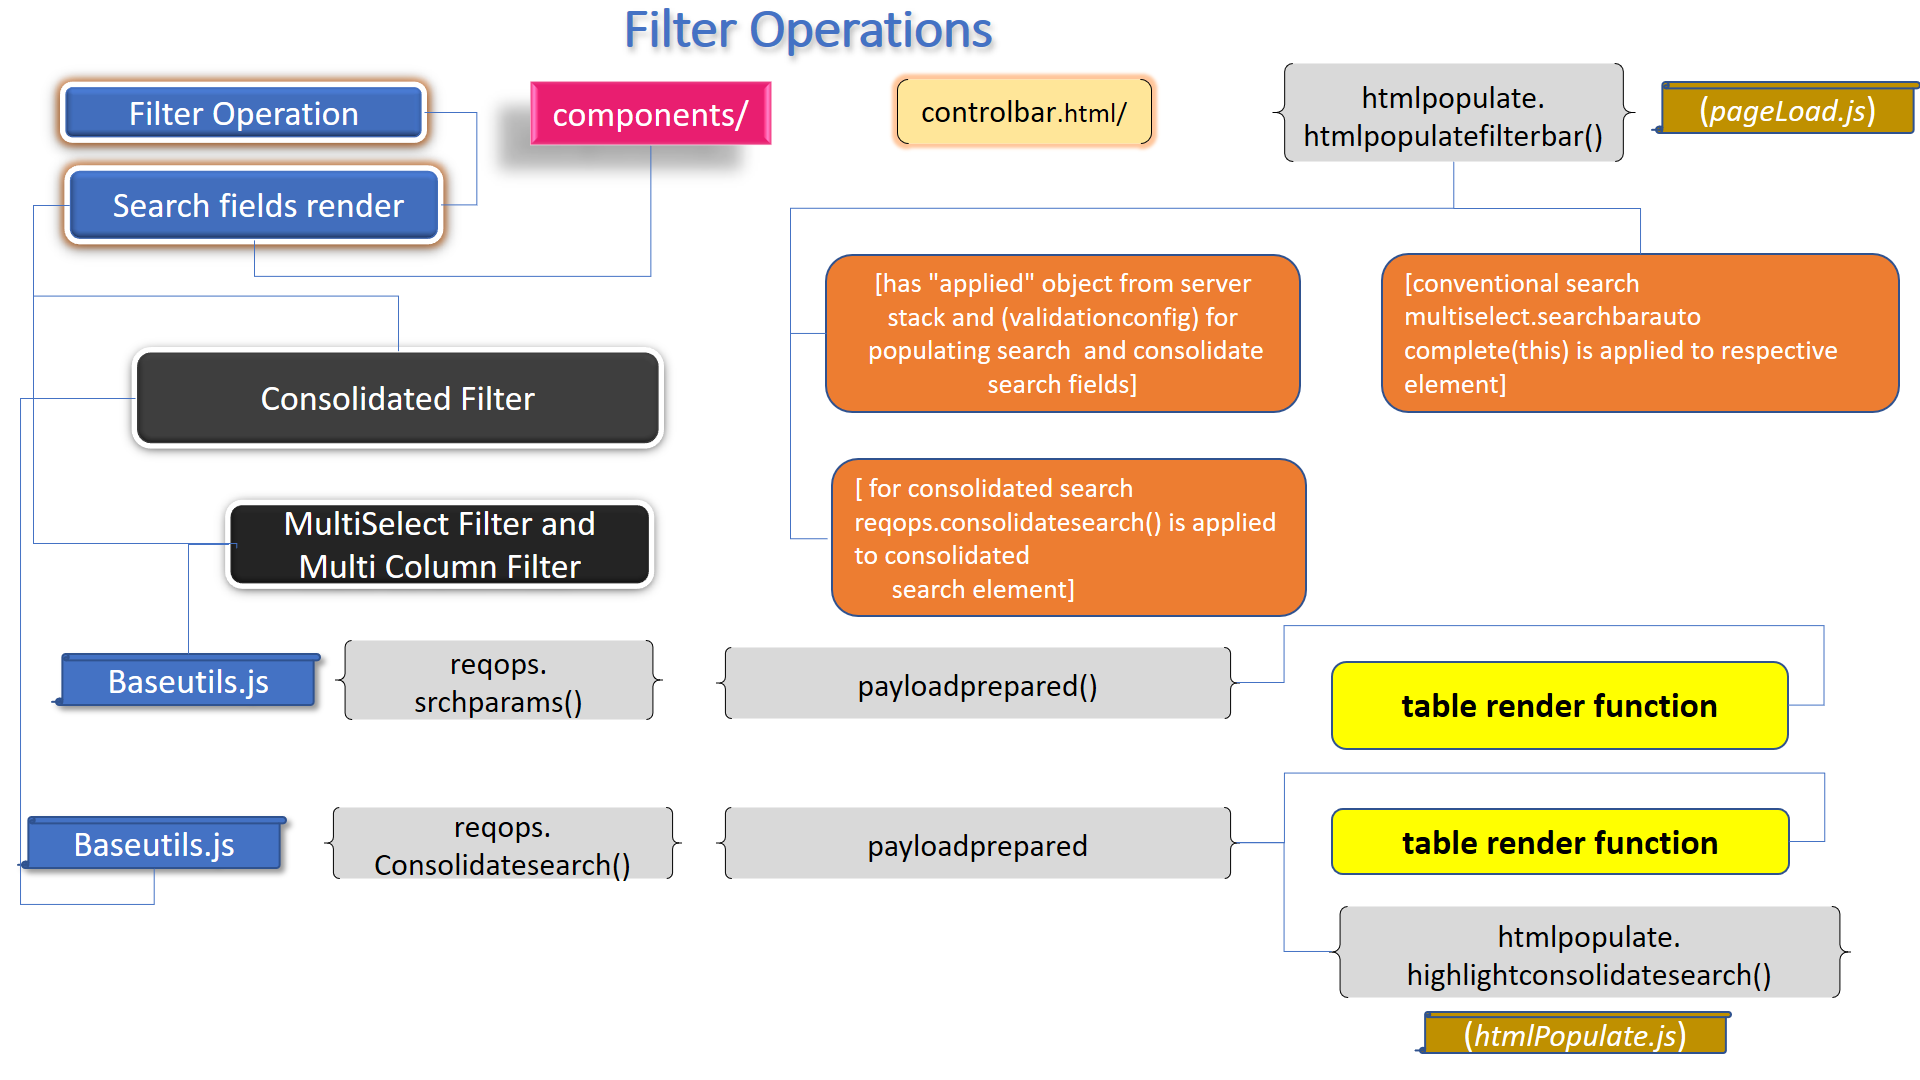 Filter Operations
Filter Operation
components/
controlbar.html/
htmlpopulate.
htmlpopulatefilterbar()
(pageLoad.js)
Search fields render
[has "applied" object from server
stack and (validationconfig) for
populating search  and consolidate
search fields]
[conventional search
multiselect.searchbarauto
complete(this) is applied to respective
element]
Consolidated Filter
[ for consolidated search
reqops.consolidatesearch() is applied
to consolidated
search element]
MultiSelect Filter and
Multi Column Filter
Baseutils.js
reqops.
srchparams()
payloadprepared()
table render function
Baseutils.js
reqops.
Consolidatesearch()
payloadprepared
table render function
htmlpopulate.
highlightconsolidatesearch()
(htmlPopulate.js)